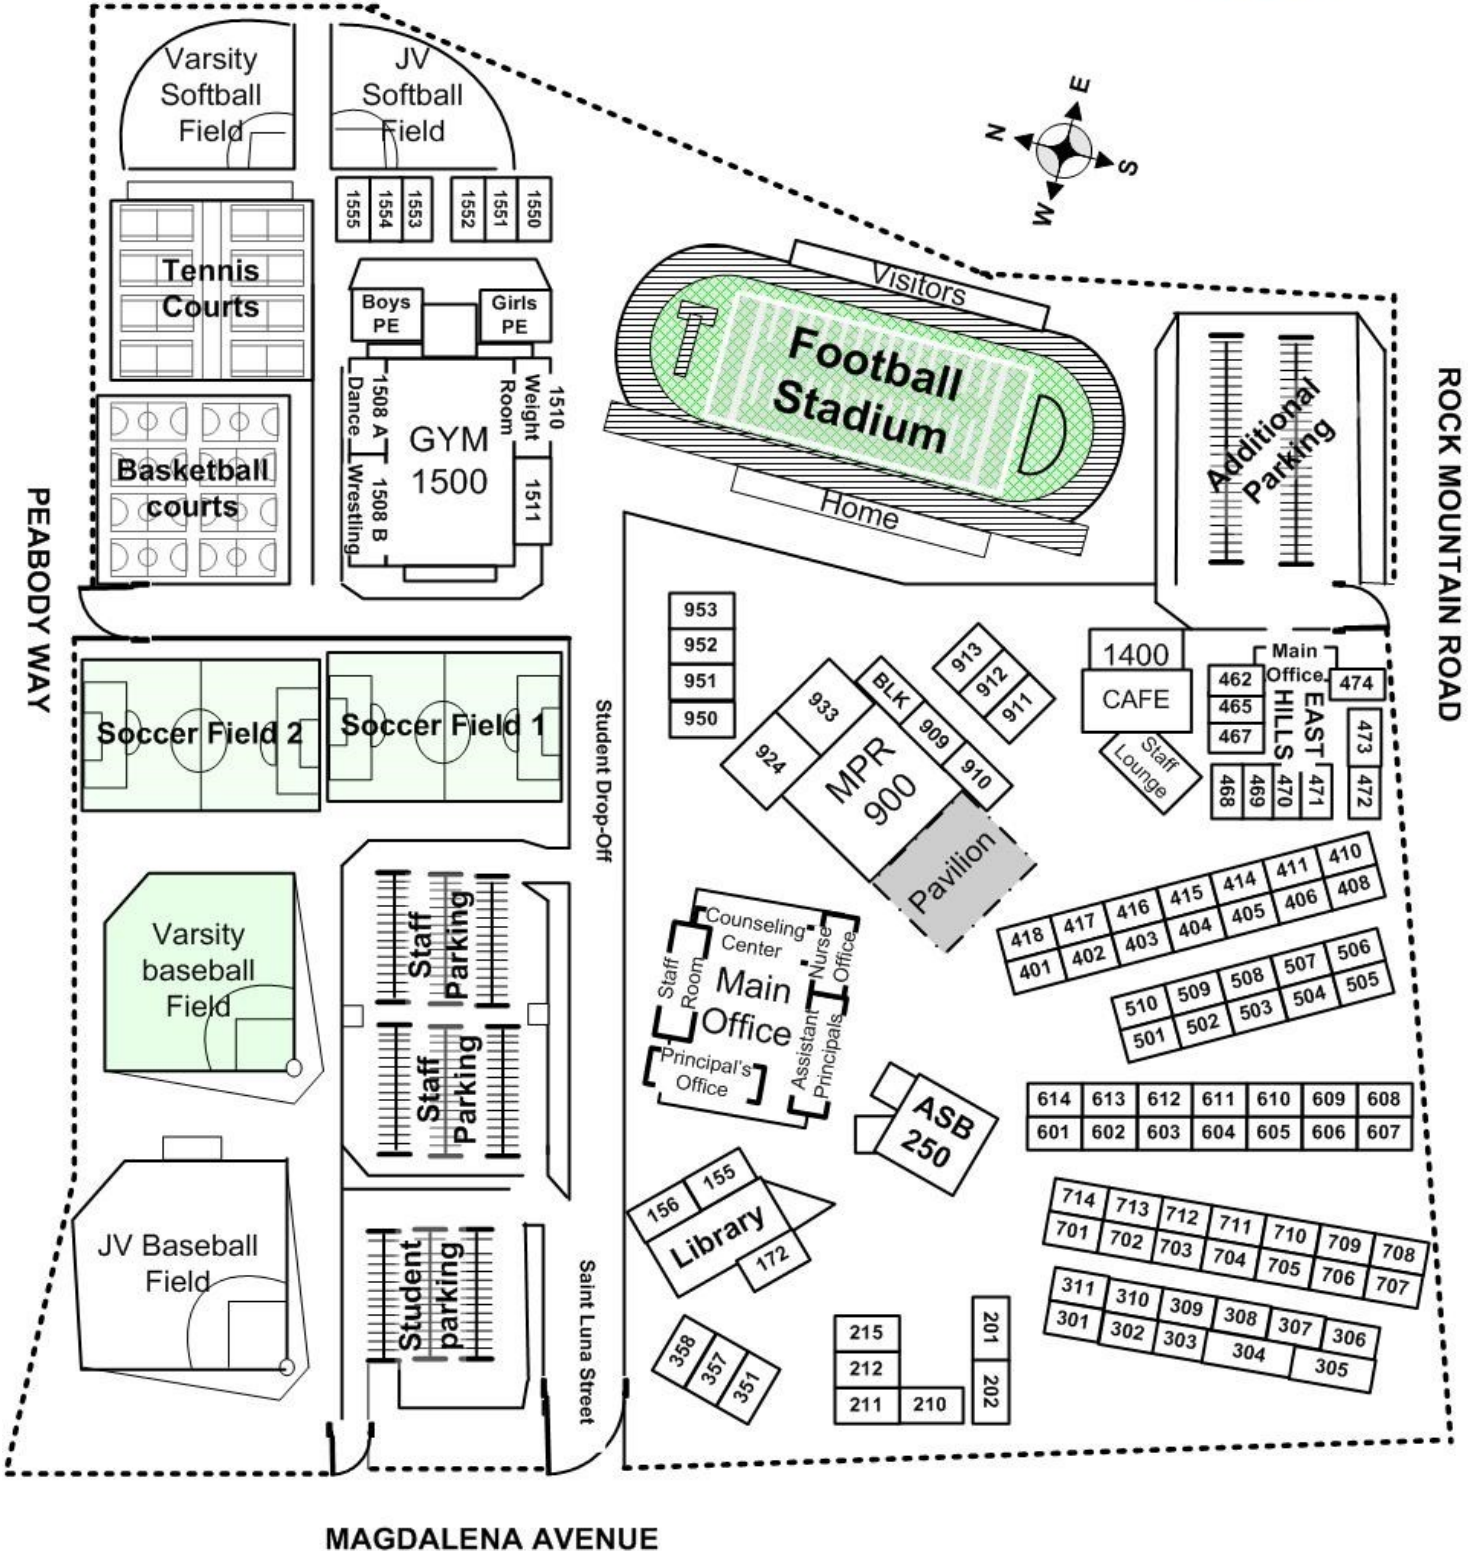 Varsity
Softball
Field
JV
Softball
Field
E
N
S
W
1555
1554
1553
1552
1551
1550
Tennis
Courts
Boys
PE
Girls
PE
Visitors
Football
Stadium
Home
Additional
Parking
ROCK MOUNTAIN ROAD
Basketball
courts
1508 A
Dance
1508 B
Wrestling
GYM
1500
Weight
Room
1510
1511
PEABODY WAY
Soccer Field 2
Soccer Field 1
Student Drop-Off
953
952
951
950
933
924
BLK
909
910
MPR
900
Pavilion
913
912
911
1400
CAFE
Staff
Lounge
Main
Office
462
465
467
474
EAST
HILLS
473
472
468
469
470
471
Varsity
baseball
Field
Staff
Parking
Staff
Parking
Counseling
Center
Nurse
Office
Staff
Room
Main
Office
Assistant
Principals
Principal's
Office
418
417
416
415
414
411
410
401
402
403
404
405
406
408
510
509
508
507
506
501
502
503
504
505
ASB
250
614
613
612
611
610
609
608
601
602
603
604
605
606
607
JV Baseball
Field
Student
parking
Saint Luna Street
156
155
Library
172
714
713
712
711
710
709
708
701
702
703
704
705
706
707
311
310
309
308
307
306
301
302
303
304
305
358
357
351
215
212
211
210
201
202
MAGDALENA AVENUE